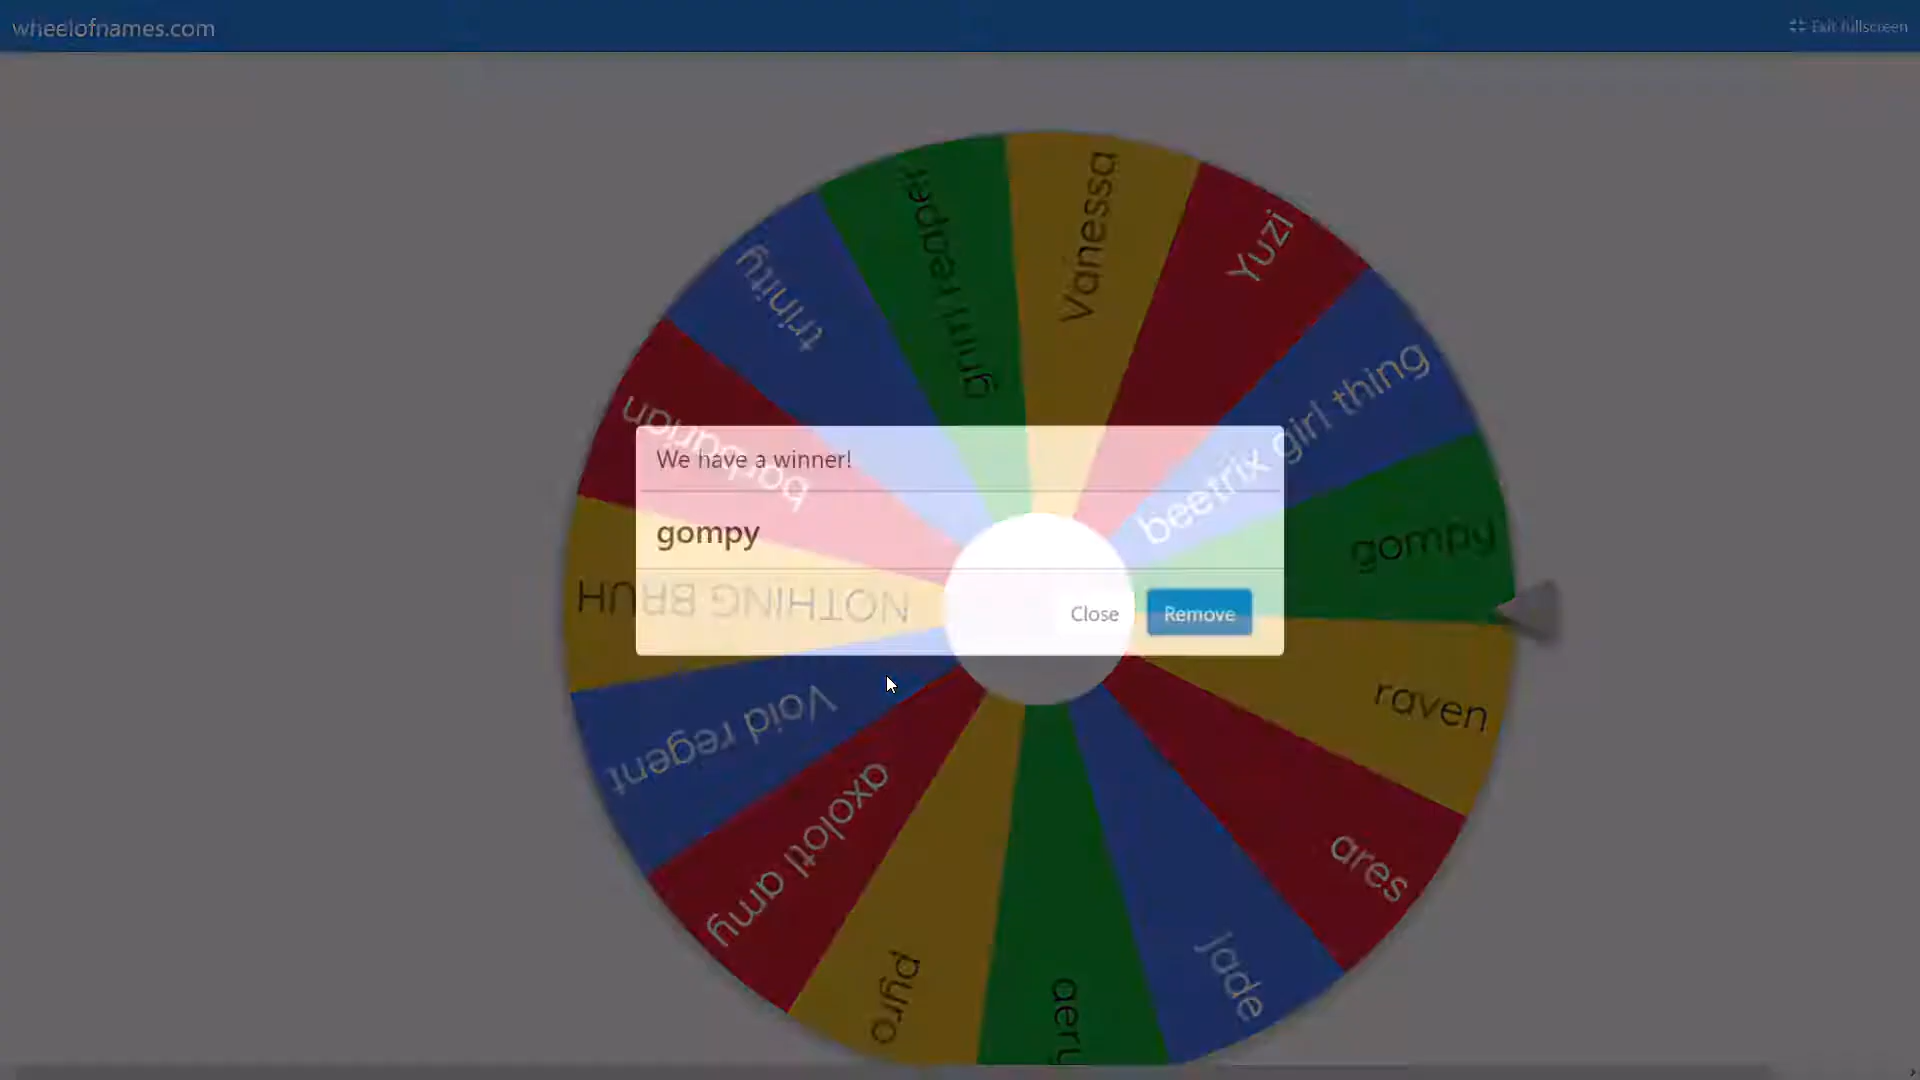 wheelofnames.com
Exit fullscreen
Vanessa
Yuzi
grim reaper
trinity
beetrix girl thing
barbarian
We have a winner!
gompy
gompy
NOTHING BRUH
Close
Remove
raven
Void regent
axolotl amy
ares
jade
pyro